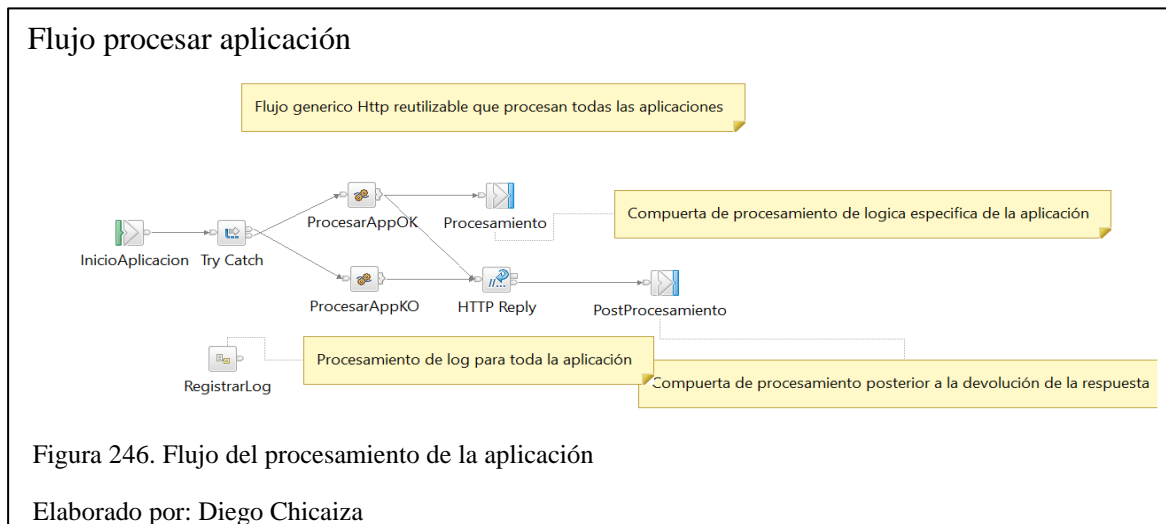 Flujo procesar aplicación
Flujo generico Http reutilizable que procesan todas las aplicaciones
ProcesarAppOK
Procesamiento
Compuerta de procesamiento de logica especifica de la aplicación
InicioAplicacion
Try Catch
ProcesarAppKO
HTTP Reply
PostProcesamiento
RegistrarLog
Procesamiento de log para toda la aplicación
Compuerta de procesamiento posterior a la devolución de la respuesta
Figura 246. Flujo del procesamiento de la aplicación
Elaborado por: Diego Chicaiza